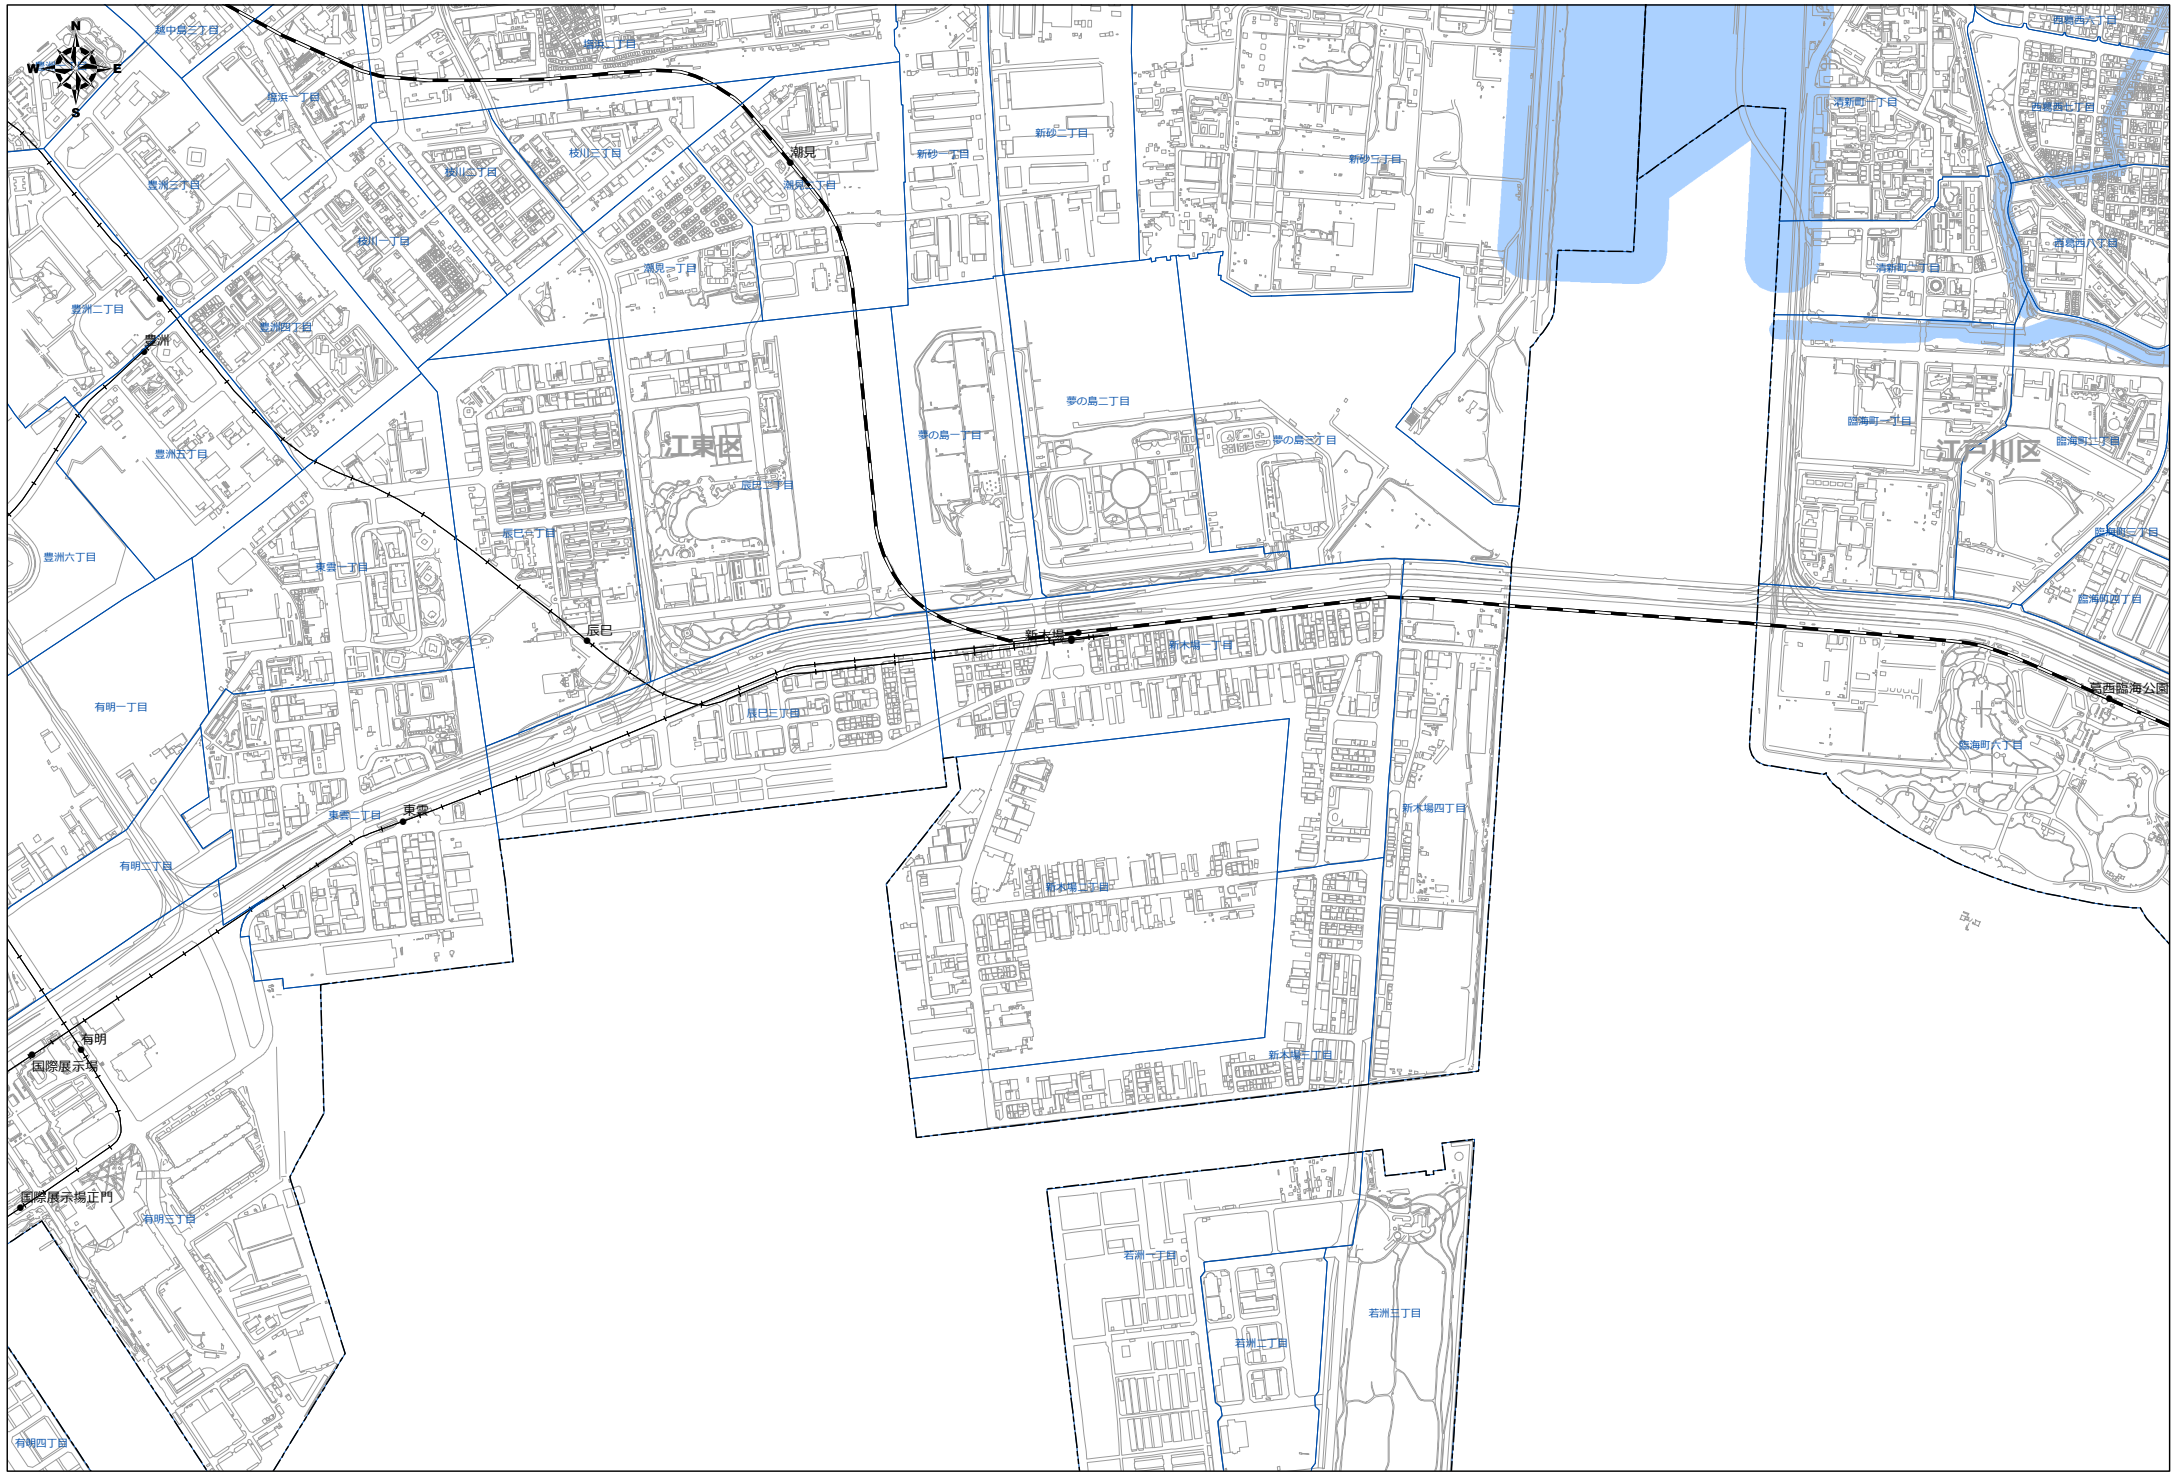 N
W
E
S
越中島三丁目
塩浜二丁目
西葛西六丁目
塩浜一丁目
清新町一丁目
西葛西七丁目
新砂二丁目
潮見
枝川三丁目
新砂一丁目
新砂三丁目
枝川二丁目
豊洲三丁目
潮見二丁目
枝川一丁目
西葛西八丁目
潮見一丁目
清新町二丁目
豊洲二丁目
豊洲四丁目
豊洲
夢の島二丁目
臨海町一丁目
夢の島一丁目
夢の島三丁目
臨海町二丁目
江東区
江戸川区
豊洲五丁目
辰巳二丁目
辰巳一丁目
臨海町三丁目
豊洲六丁目
東雲一丁目
臨海町四丁目
辰巳
新木場
新木場一丁目
葛西臨海公園
有明一丁目
辰巳三丁目
臨海町六丁目
東雲
東雲二丁目
新木場四丁目
有明二丁目
新木場二丁目
有明
国際展示場
新木場三丁目
国際展示場正門
有明三丁目
若洲一丁目
若洲三丁目
若洲二丁目
有明四丁目